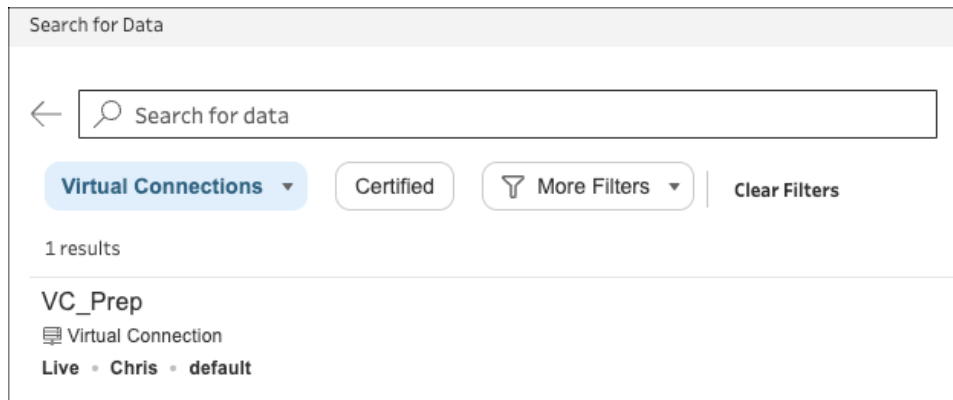 Search for Data
Search for data
Virtual Connections Certified More Filters Clear Filters
1 results
VC_Prep
Virtual Connection
Live • Chris • default